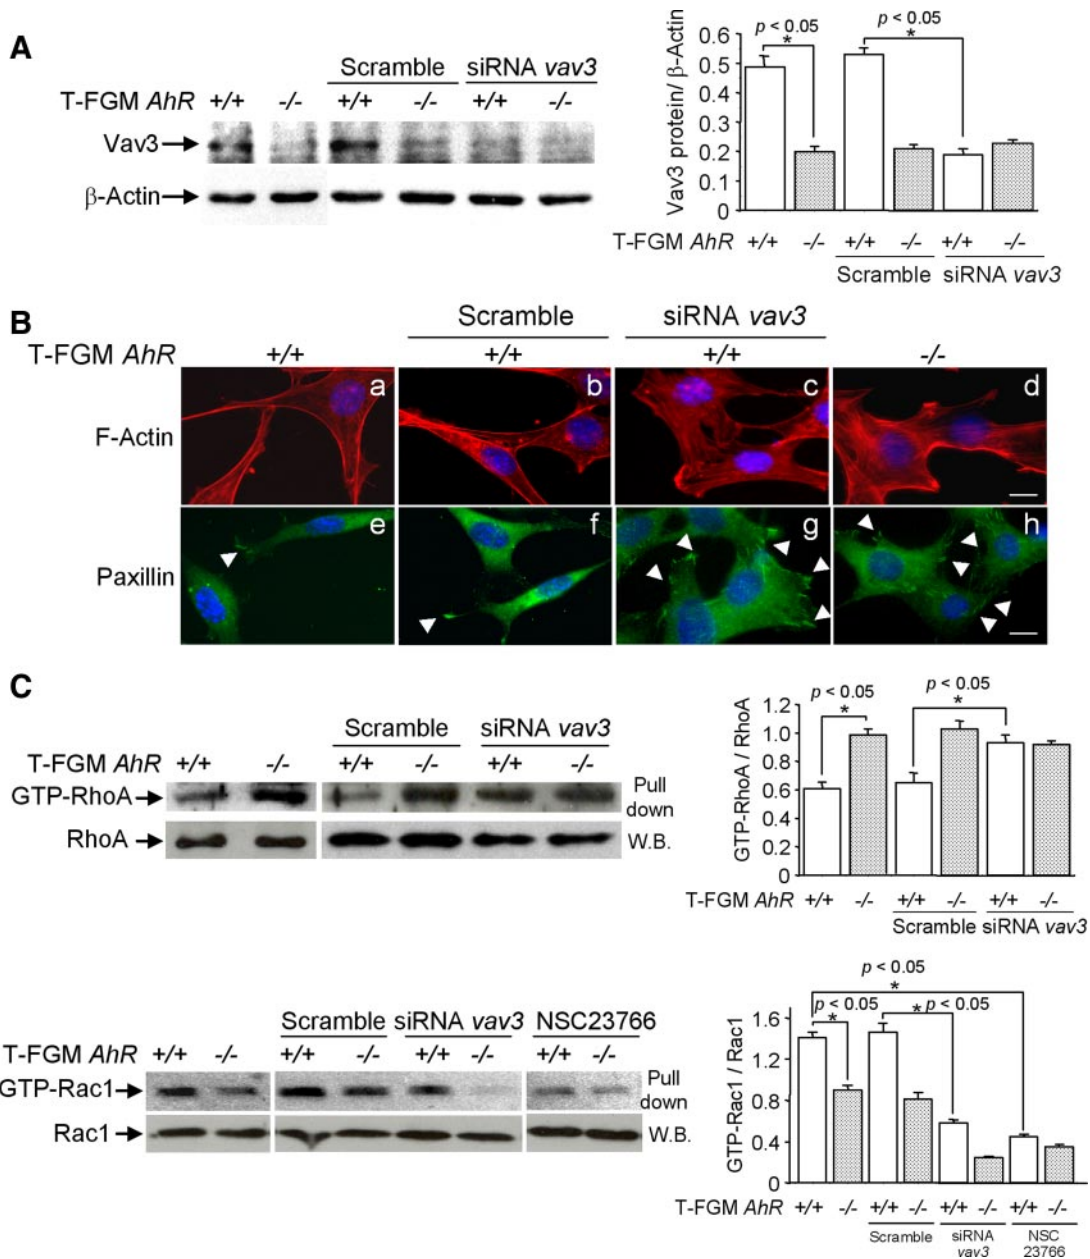 A
Scramble siRNA vav3
T-FGM AhR +/+ -/- +/+ -/- +/+ -/-
Vav3
β-Actin
p < 0.05 p < 0.05
* *
Vav3 protein/ β-Actin
0.6
0.5
0.4
0.3
0.2
0.1
0
T-FGM AhR +/+ -/- +/+ -/- +/+ -/-
Scramble siRNA vav3
B
Scramble siRNA vav3
T-FGM AhR +/+ +/+ +/+ -/-
F-Actin
a b c d
Paxillin
e f g h
C
Scramble siRNA vav3
T-FGM AhR +/+ -/- +/+ -/- +/+ -/-
GTP-RhoA
Pull down
RhoA
W.B.
p < 0.05 p < 0.05
* *
GTP-RhoA / RhoA
1.2
1.0
0.8
0.6
0.4
0.2
0
T-FGM AhR +/+ -/- +/+ -/- +/+ -/-
Scramble siRNA vav3
Scramble siRNA vav3 NSC23766
T-FGM AhR +/+ -/- +/+ -/- +/+ -/- +/+ -/-
GTP-Rac1
Pull down
Rac1
W.B.
p < 0.05
*
p < 0.05 p < 0.05
* *
GTP-Rac1 / Rac1
1.6
1.2
0.8
0.4
0
T-FGM AhR +/+ -/- +/+ -/- +/+ -/- +/+ -/-
Scramble siRNA vav3 NSC 23766